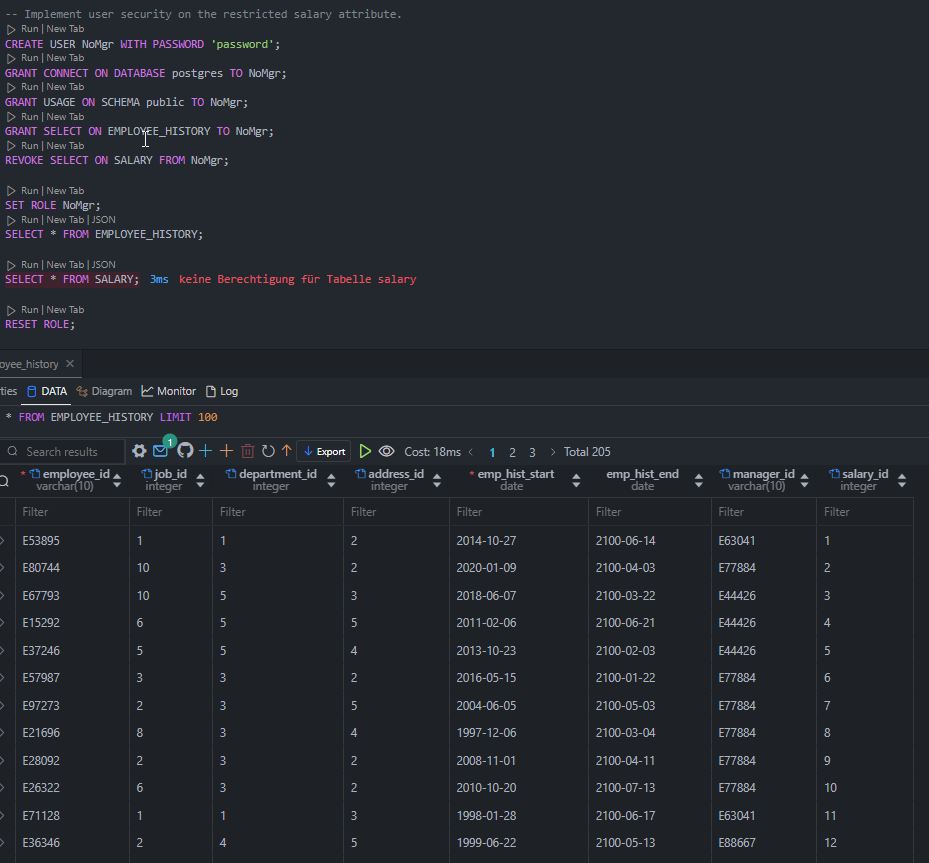 -- Implement user security on the restricted salary attribute.
Run | New Tab
CREATE USER NoMgr WITH PASSWORD 'password';
Run | New Tab
GRANT CONNECT ON DATABASE postgres TO NoMgr;
Run | New Tab
GRANT USAGE ON SCHEMA public TO NoMgr;
Run | New Tab
GRANT SELECT ON EMPLOYEE_HISTORY TO NoMgr;
Run | New Tab
REVOKE SELECT ON SALARY FROM NoMgr;
Run | New Tab
SET ROLE NoMgr;
Run | New Tab | JSON
SELECT * FROM EMPLOYEE_HISTORY;
Run | New Tab | JSON
SELECT * FROM SALARY; 3ms keine Berechtigung für Tabelle salary
Run | New Tab
RESET ROLE;
oyee_history ×
ties DATA Diagram Monitor Log
* FROM EMPLOYEE_HISTORY LIMIT 100
Search results 1 Export Cost: 18ms < 1 2 3 > Total 205
* employee_id job_id department_id address_id * emp_hist_start emp_hist_end manager_id salary_id
varchar(10) integer integer integer date date varchar(10) integer
Filter Filter Filter Filter Filter Filter Filter Filter
E53895 1 1 2 2014-10-27 2100-06-14 E63041 1
E80744 10 3 2 2020-01-09 2100-04-03 E77884 2
E67793 10 5 3 2018-06-07 2100-03-22 E44426 3
E15292 6 5 5 2011-02-06 2100-06-21 E44426 4
E37246 5 5 4 2013-10-23 2100-02-03 E44426 5
E57987 3 3 2 2016-05-15 2100-01-22 E77884 6
E97273 2 3 5 2004-06-05 2100-05-03 E77884 7
E21696 8 3 4 1997-12-06 2100-03-04 E77884 8
E28092 2 3 2 2008-11-01 2100-04-11 E77884 9
E26322 6 3 2 2010-10-20 2100-07-13 E77884 10
E71128 1 1 3 1998-01-28 2100-06-17 E63041 11
E36346 2 4 5 1999-06-22 2100-05-13 E88667 12